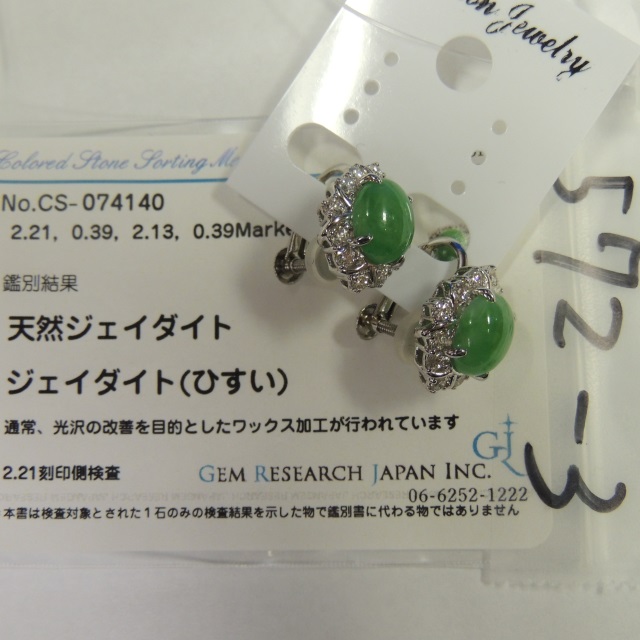 Jewelry
Colored Stone Sorting
No.CS-074140
2.21, 0.39, 2.13, 0.39Marke
鑑別結果
天然ジェイダイト
ジェイダイト(ひすい)
通常、光沢の改善を目的としたワックス加工が行われています
2.21刻印側検査
GEM RESEARCH JAPAN INC.
06-6252-1222
本書は検査対象とされた1石のみの検査結果を示した物で鑑別書に代わる物ではありません
572-3